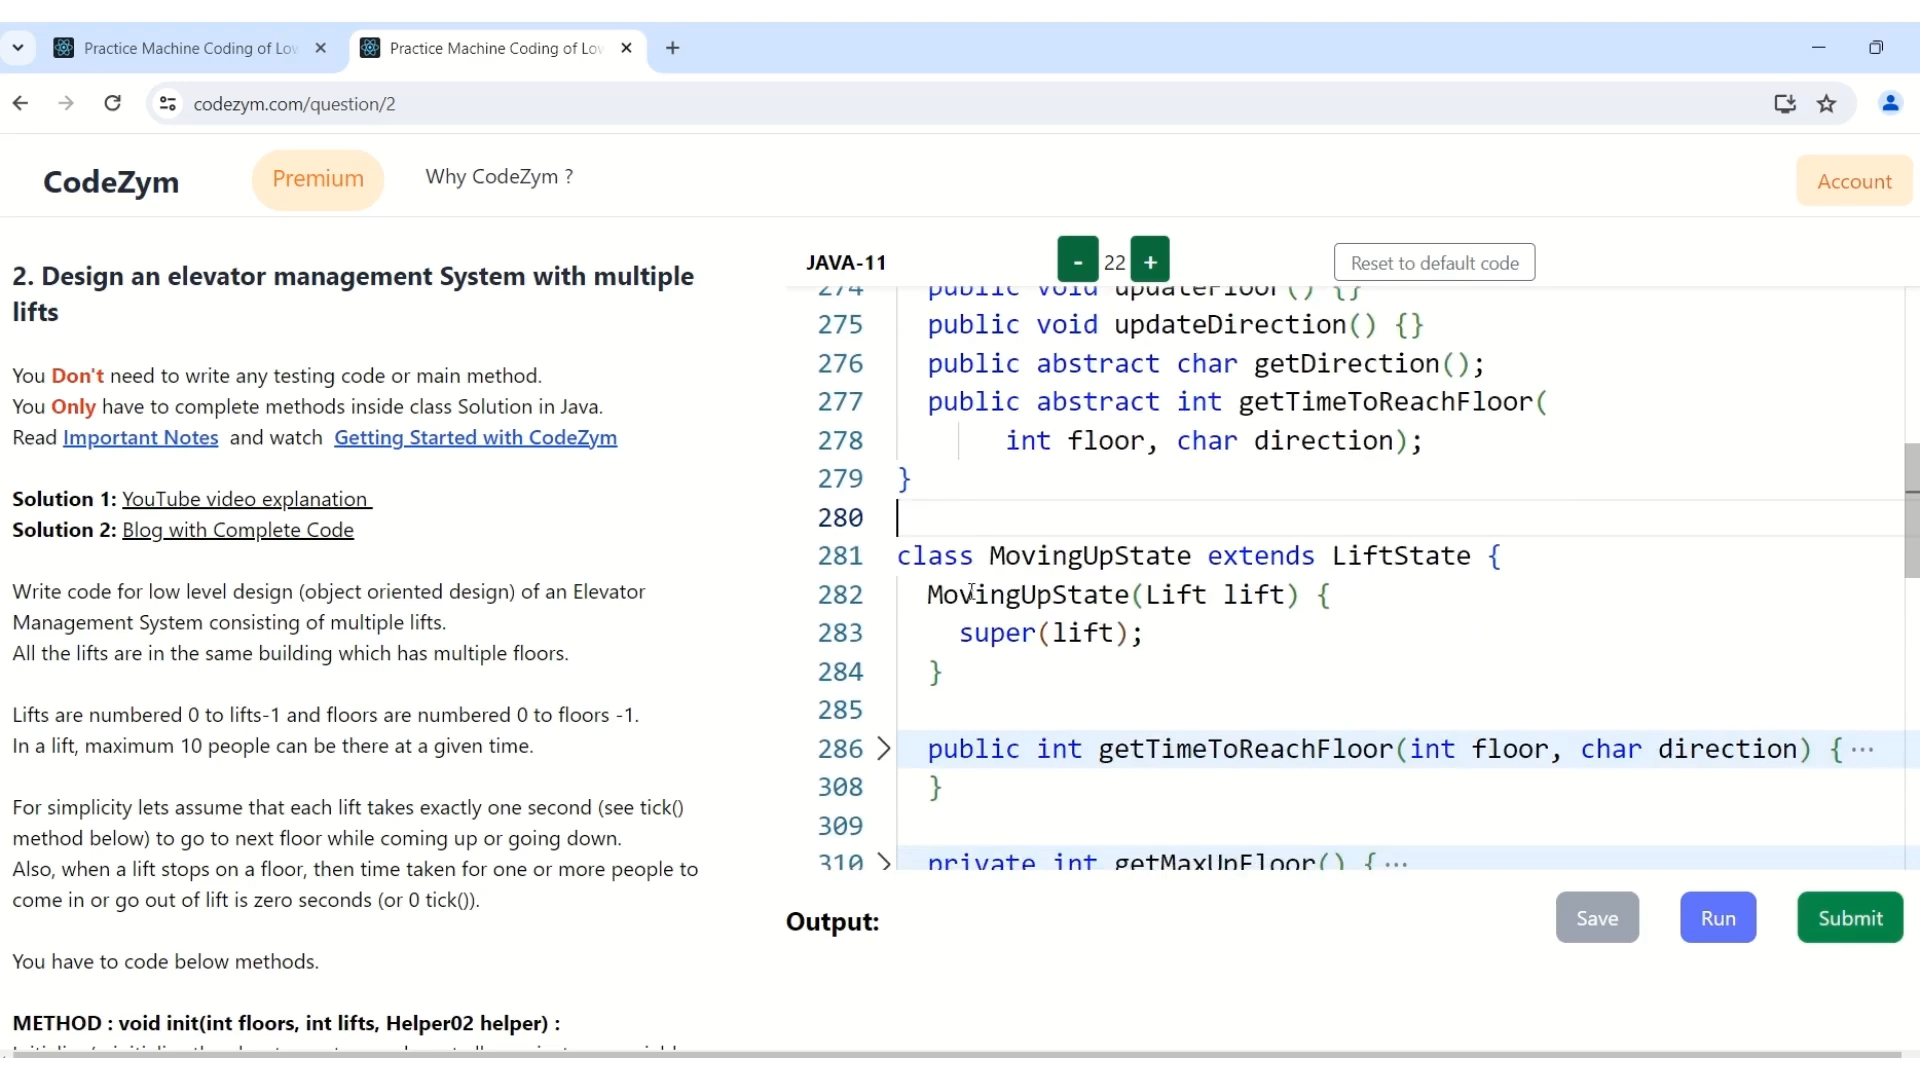 Practice Machine Coding of Lo
Practice Machine Coding of Lo
codezym.com/question/2
CodeZym
Premium
Why CodeZym ?
Account
2. Design an elevator management System with multiple
lifts
You Don't need to write any testing code or main method.
You Only have to complete methods inside class Solution in Java.
Read Important Notes and watch Getting Started with CodeZym
Solution 1: YouTube video explanation
Solution 2: Blog with Complete Code
Write code for low level design (object oriented design) of an Elevator
Management System consisting of multiple lifts.
All the lifts are in the same building which has multiple floors.
Lifts are numbered 0 to lifts-1 and floors are numbered 0 to floors -1.
In a lift, maximum 10 people can be there at a given time.
For simplicity lets assume that each lift takes exactly one second (see tick()
method below) to go to next floor while coming up or going down.
Also, when a lift stops on a floor, then time taken for one or more people to
come in or go out of lift is zero seconds (or 0 tick()).
You have to code below methods.
METHOD : void init(int floors, int lifts, Helper02 helper) :
JAVA-11
- 22 +
Reset to default code
274 public void updateFloor() {}
275 public void updateDirection() {}
276 public abstract char getDirection();
277 public abstract int getTimeToReachFloor(
278 int floor, char direction);
279 }
280
281 class MovingUpState extends LiftState {
282 MovingUpState(Lift lift) {
283 super(lift);
284 }
285
286 public int getTimeToReachFloor(int floor, char direction) {···
308 }
309
310 private int getMaxUpFloor() {···
Output:
Save
Run
Submit